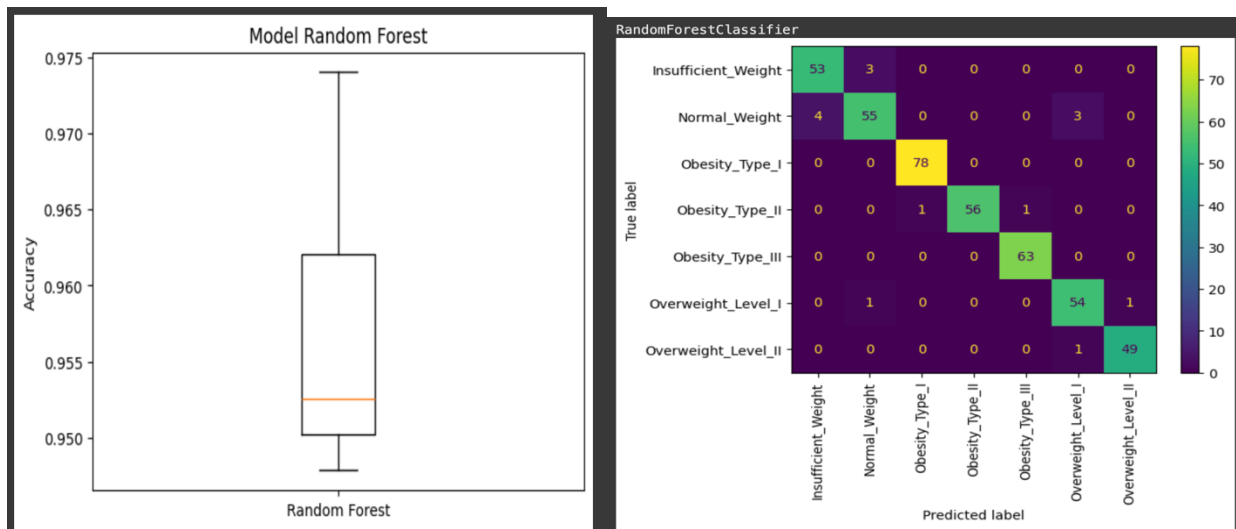 Model Random Forest
0.975
0.970
0.965
0.960
0.955
0.950
Accuracy
Random Forest
RandomForestClassifier
Insufficient_Weight 53 3 0 0 0 0 0
Normal_Weight 4 55 0 0 0 3 0
Obesity_Type_I 0 0 78 0 0 0 0
Obesity_Type_II 0 0 1 56 1 0 0
Obesity_Type_III 0 0 0 0 63 0 0
Overweight_Level_I 0 1 0 0 0 54 1
Overweight_Level_II 0 0 0 0 0 1 49
True label
Insufficient_Weight
Normal_Weight
Obesity_Type_I
Obesity_Type_II
Obesity_Type_III
Overweight_Level_I
Overweight_Level_II
Predicted label
70
60
50
40
30
20
10
0